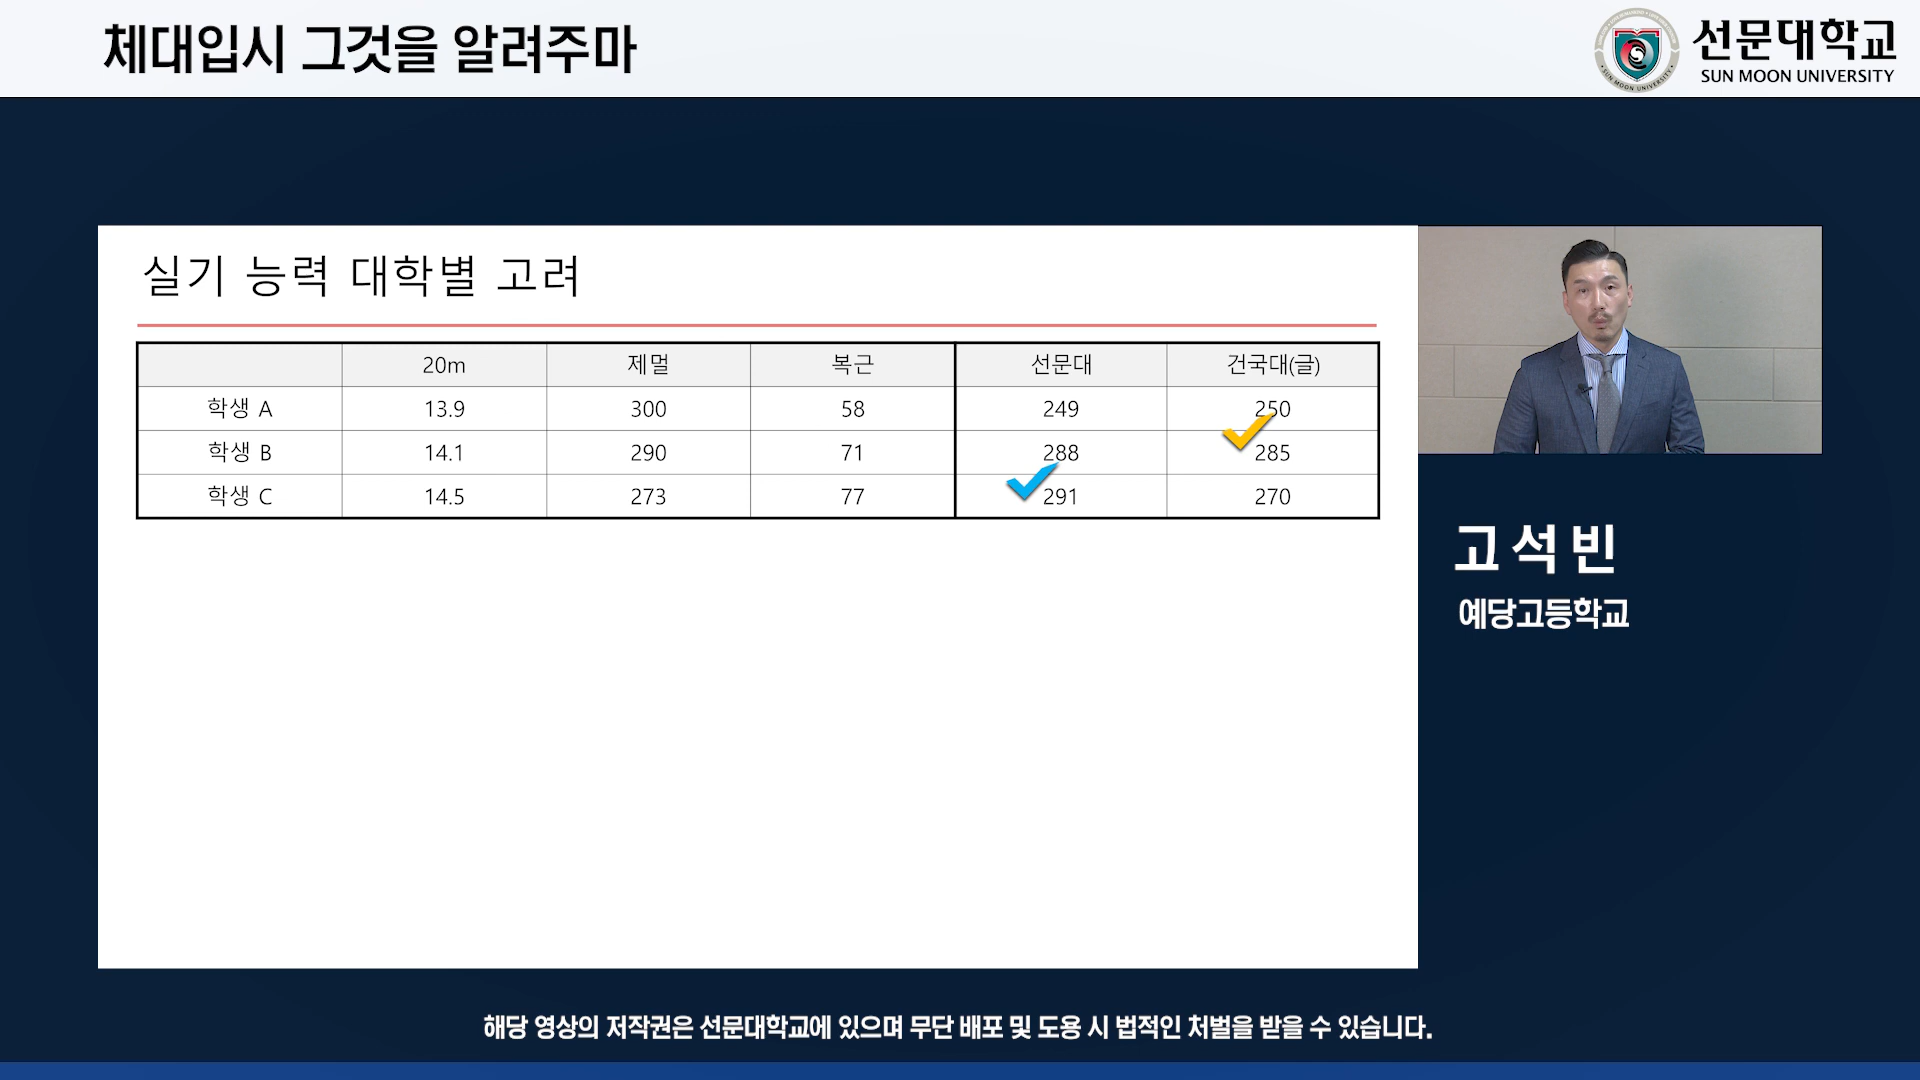 체대입시 그것을 알려주마
선문대학교
SUN MOON UNIVERSITY
실기 능력 대학별 고려
20m 제멀 복근 선문대 건국대(글)
학생 A 13.9 300 58 249 250
학생 B 14.1 290 71 288 285
학생 C 14.5 273 77 291 270
고석빈
예당고등학교
해당 영상의 저작권은 선문대학교에 있으며 무단 배포 및 도용 시 법적인 처벌을 받을 수 있습니다.